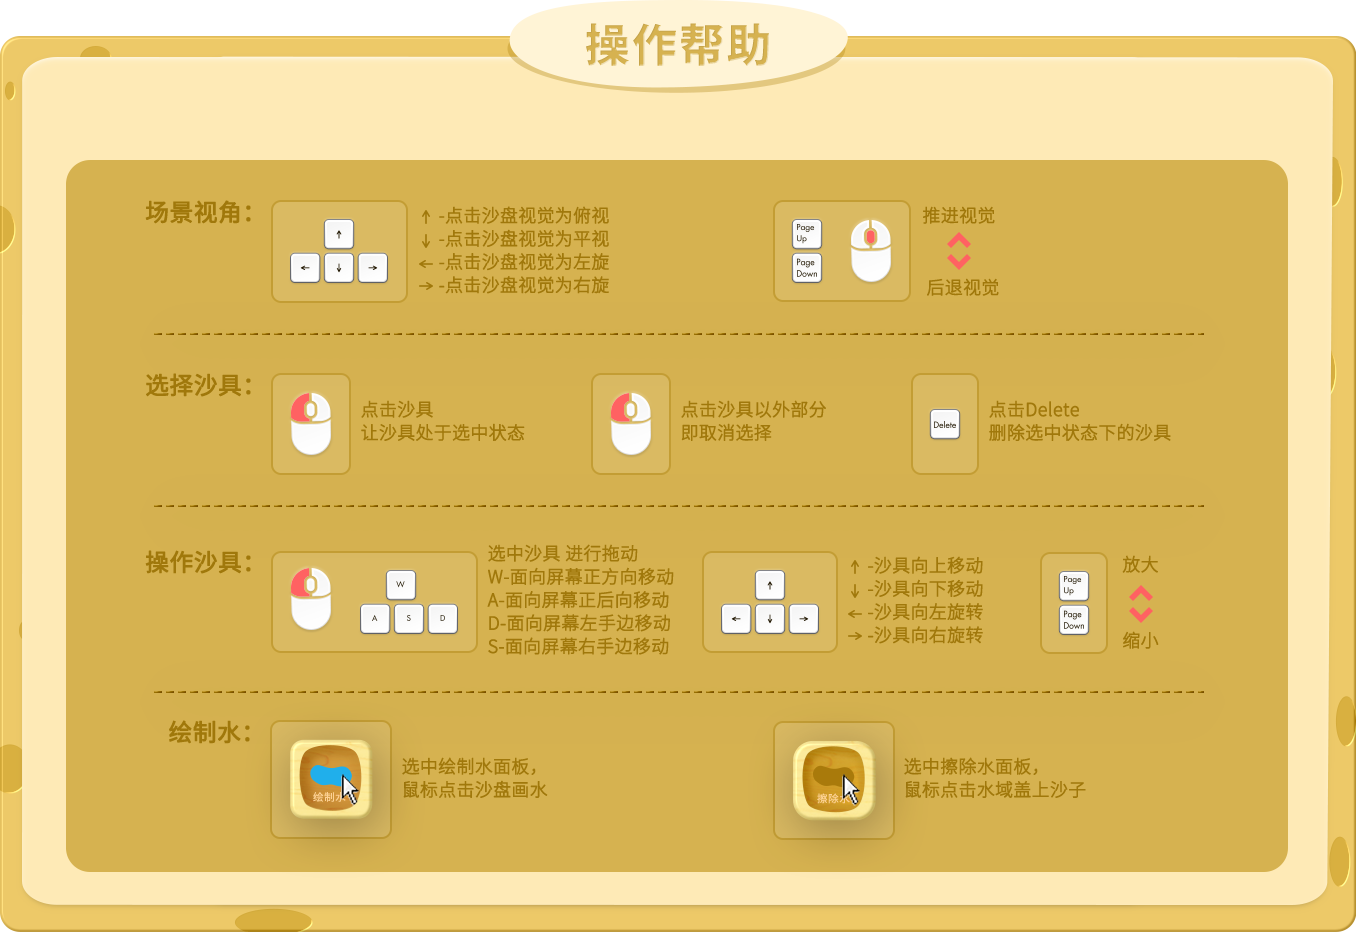 操作帮助
场景视角：
↑
← ↓ →
↑ -点击沙盘视觉为俯视
↓ -点击沙盘视觉为平视
← -点击沙盘视觉为左旋
→ -点击沙盘视觉为右旋
Page
Up
Page
Down
推进视觉
后退视觉
选择沙具：
点击沙具
让沙具处于选中状态
点击沙具以外部分
即取消选择
Delete
点击Delete
删除选中状态下的沙具
操作沙具：
W
A S D
选中沙具 进行拖动
W-面向屏幕正方向移动
A-面向屏幕正后向移动
D-面向屏幕左手边移动
S-面向屏幕右手边移动
↑
← ↓ →
↑ -沙具向上移动
↓ -沙具向下移动
← -沙具向左旋转
→ -沙具向右旋转
Page
Up
Page
Down
放大
缩小
绘制水：
绘制水
选中绘制水面板，
鼠标点击沙盘画水
擦除水
选中擦除水面板，
鼠标点击水域盖上沙子